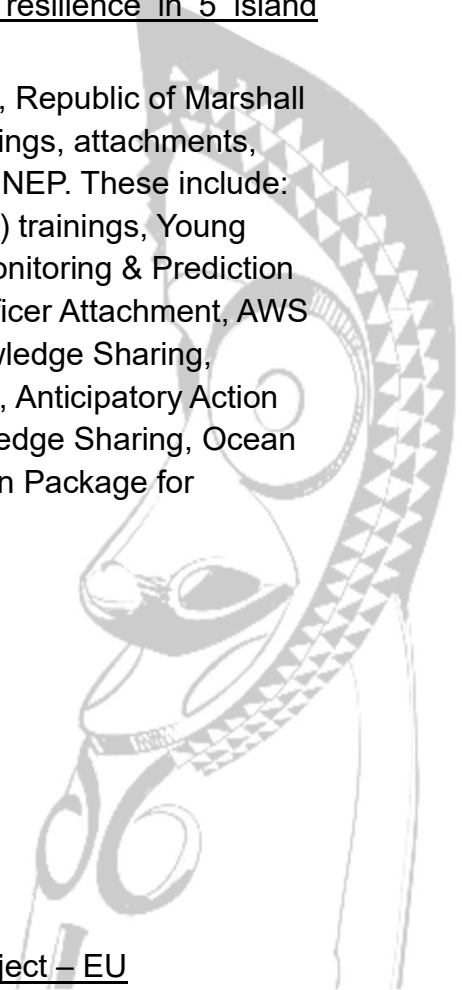 resilience in 5 island
, Republic of Marshall
ings, attachments,
NEP. These include:
) trainings, Young
onitoring & Prediction
ficer Attachment, AWS
wledge Sharing,
, Anticipatory Action
edge Sharing, Ocean
n Package for
ject – EU